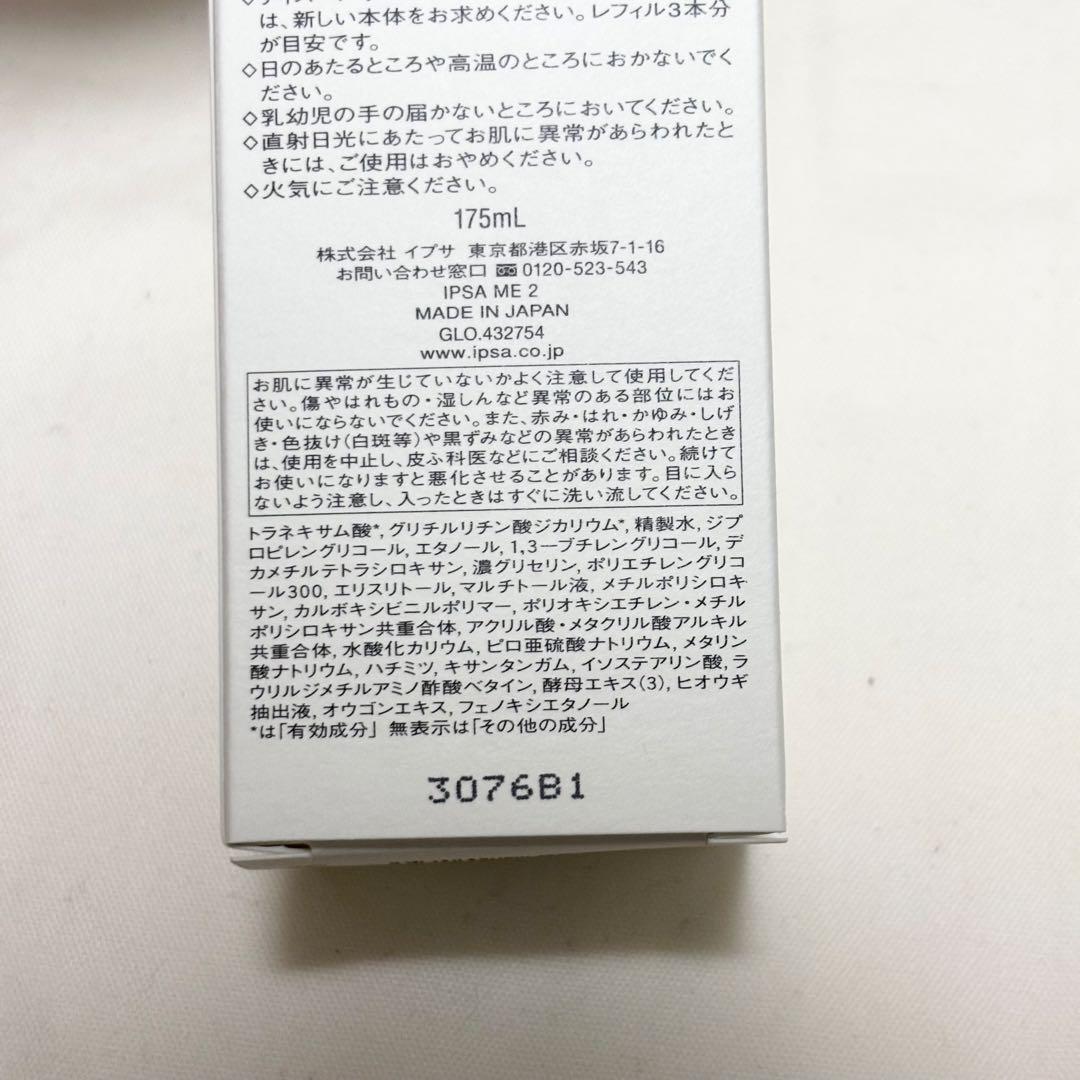 は、新しい本体をお求めください。レフィル3本分
が目安です。
◇日のあたるところや高温のところにおかないでく
ださい。
◇乳幼児の手の届かないところにおいてください。
◇直射日光にあたってお肌に異常があらわれたと
きには、ご使用はおやめください。
◇火気にご注意ください。
175mL
株式会社 イプサ 東京都港区赤坂7-1-16
お問い合わせ窓口 0120-523-543
IPSA ME 2
MADE IN JAPAN
GLO.432754
www.ipsa.co.jp
お肌に異常が生じていないかよく注意して使用してくだ
さい。傷やはれもの・湿しんなど異常のある部位にはお
使いにならないでください。また、赤み・はれ・かゆみ・しげ
き・色抜け(白斑等)や黒ずみなどの異常があらわれたとき
は、使用を中止し、皮ふ科医などにご相談ください。続けて
お使いになりますと悪化させることがあります。目に入ら
ないよう注意し、入ったときはすぐに洗い流してください。
トラネキサム酸*, グリチルリチン酸ジカリウム*, 精製水, ジプ
ロピレングリコール, エタノール, 1,3-ブチレングリコール, デ
カメチルテトラシロキサン, 濃グリセリン, ポリエチレングリコ
ール300, エリスリトール, マルチトール液, メチルポリシロキ
サン, カルボキシビニルポリマー, ポリオキシエチレン・メチル
ポリシロキサン共重合体, アクリル酸・メタクリル酸アルキル
共重合体, 水酸化カリウム, ピロ亜硫酸ナトリウム, メタリン
酸ナトリウム, ハチミツ, キサンタンガム, イソステアリン酸, ラ
ウリルジメチルアミノ酢酸ベタイン, 酵母エキス(3), ヒオウギ
抽出液, オウゴンエキス, フェノキシエタノール
*は「有効成分」 無表示は「その他の成分」
3076B1